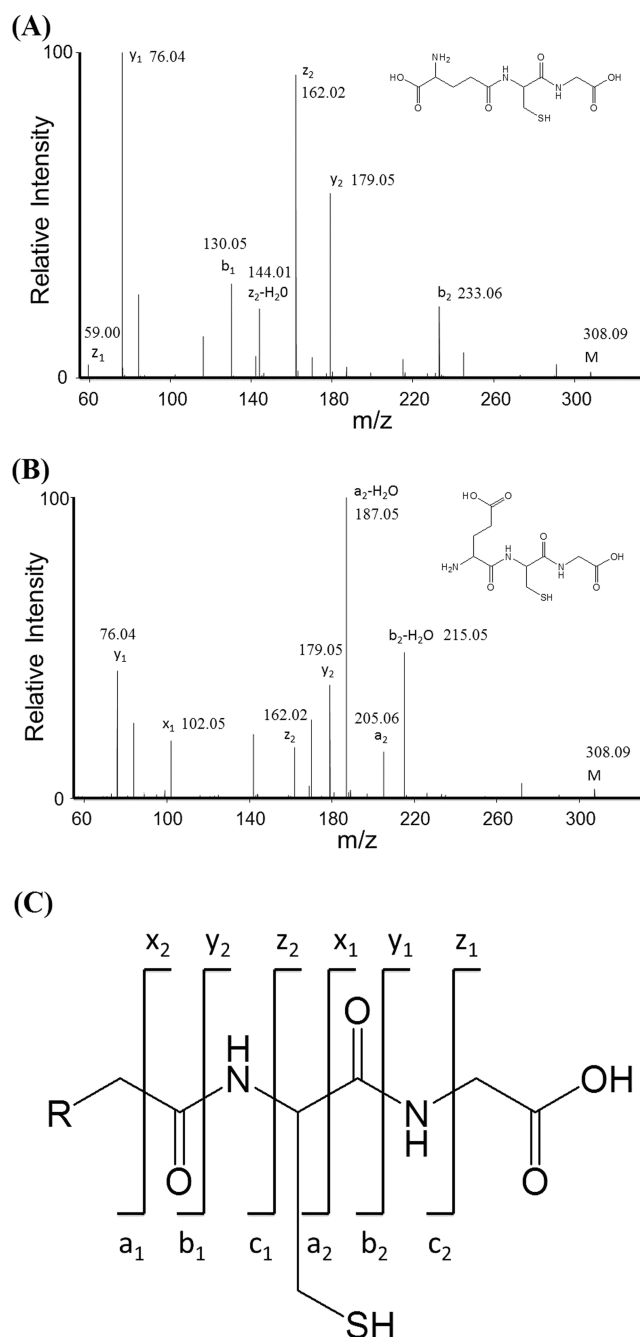 (A)
100
y₁ 76.04
z₂
162.02
y₂ 179.05
130.05
b₁
144.01
z₂-H₂0
b₂ 233.06
59.00
z₁
308.09
M
Relative Intensity
0
60 100 140 180 220 260 300
m/z
NH₂
HO
O
O
H
N
SH
O
N
H
OH
O
(B)
a₂-H₂O
100
187.05
76.04
y₁
x₁ 102.05
162.02
z₂
179.05
y₂
205.06
a₂
b₂-H₂O 215.05
308.09
M
Relative Intensity
0
60 100 140 180 220 260 300
m/z
O
HO
H₂N
O
H
N
SH
O
N
H
OH
O
(C)
x₂ y₂ z₂ x₁ y₁ z₁
R
O
H
N
O
N
H
OH
O
a₁ b₁ c₁ a₂ b₂ c₂
SH